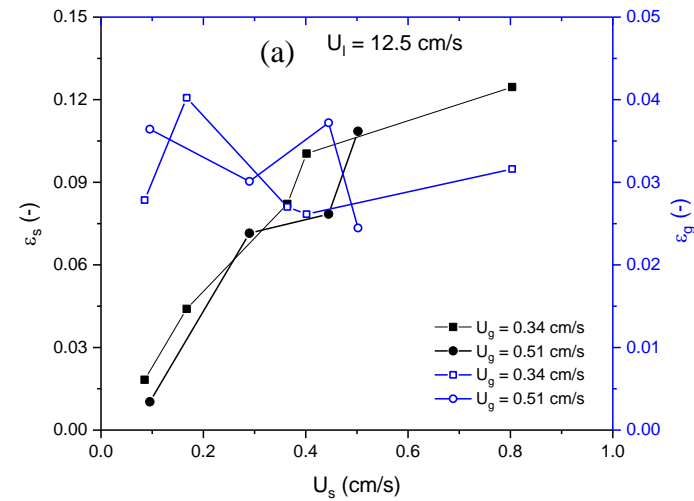 (a) U_l = 12.5 cm/s
0.15
0.12
0.09
0.06
0.03
0.00
ε_s (-)
0.05
0.04
0.03
0.02
0.01
0.00
ε_g (-)
U_g = 0.34 cm/s
U_g = 0.51 cm/s
U_g = 0.34 cm/s
U_g = 0.51 cm/s
0.0 0.2 0.4 0.6 0.8 1.0
U_s (cm/s)